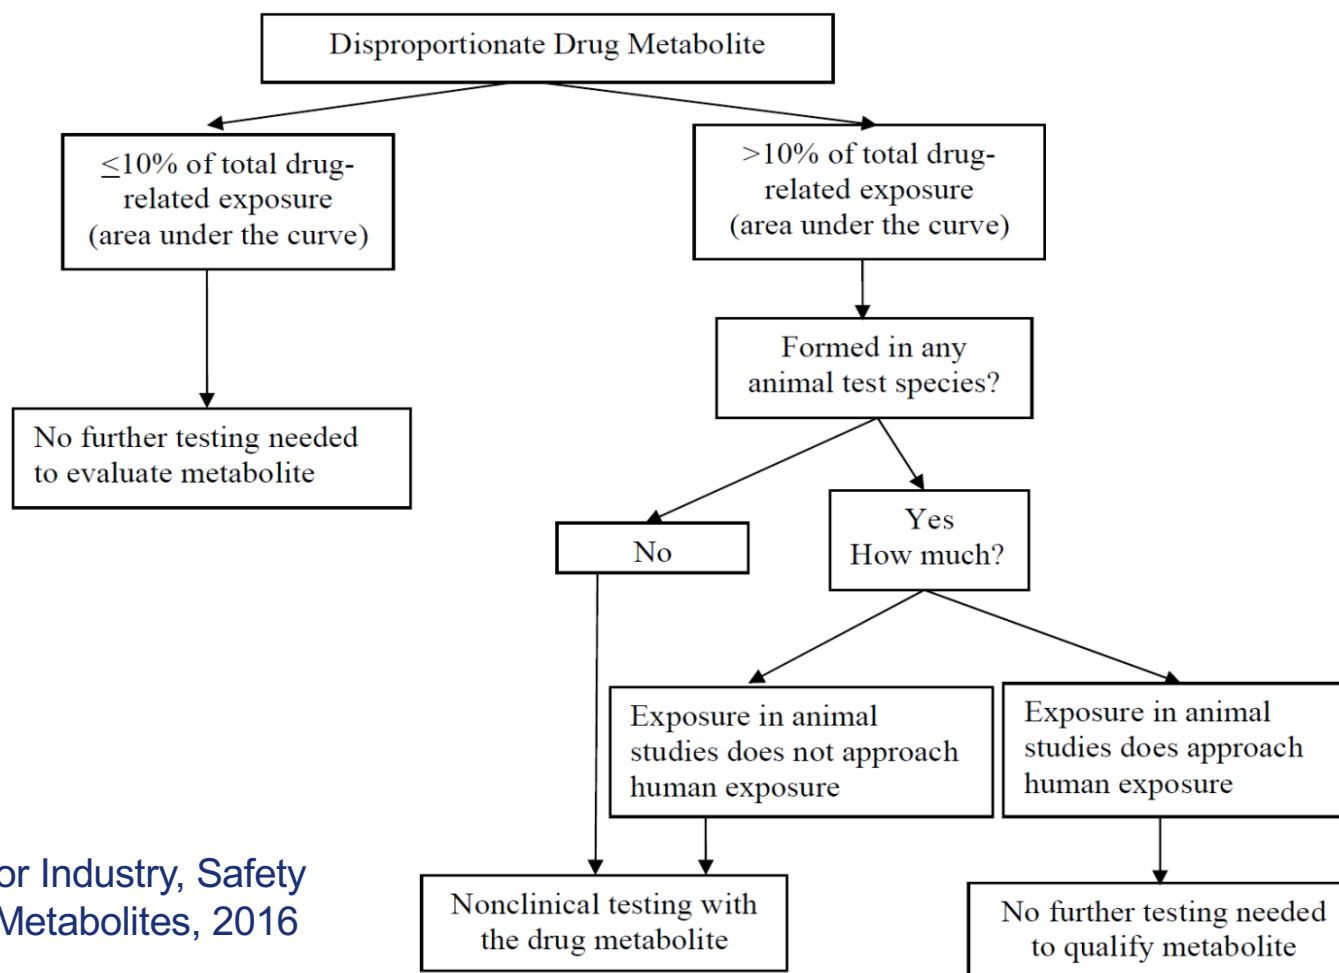 Disproportionate Drug Metabolite
≤10% of total drug-
related exposure
(area under the curve)
>10% of total drug-
related exposure
(area under the curve)
Formed in any
animal test species?
No further testing needed
to evaluate metabolite
No
Yes
How much?
Exposure in animal
studies does not approach
human exposure
Exposure in animal
studies does approach
human exposure
Nonclinical testing with
the drug metabolite
No further testing needed
to qualify metabolite
or Industry, Safety
Metabolites, 2016